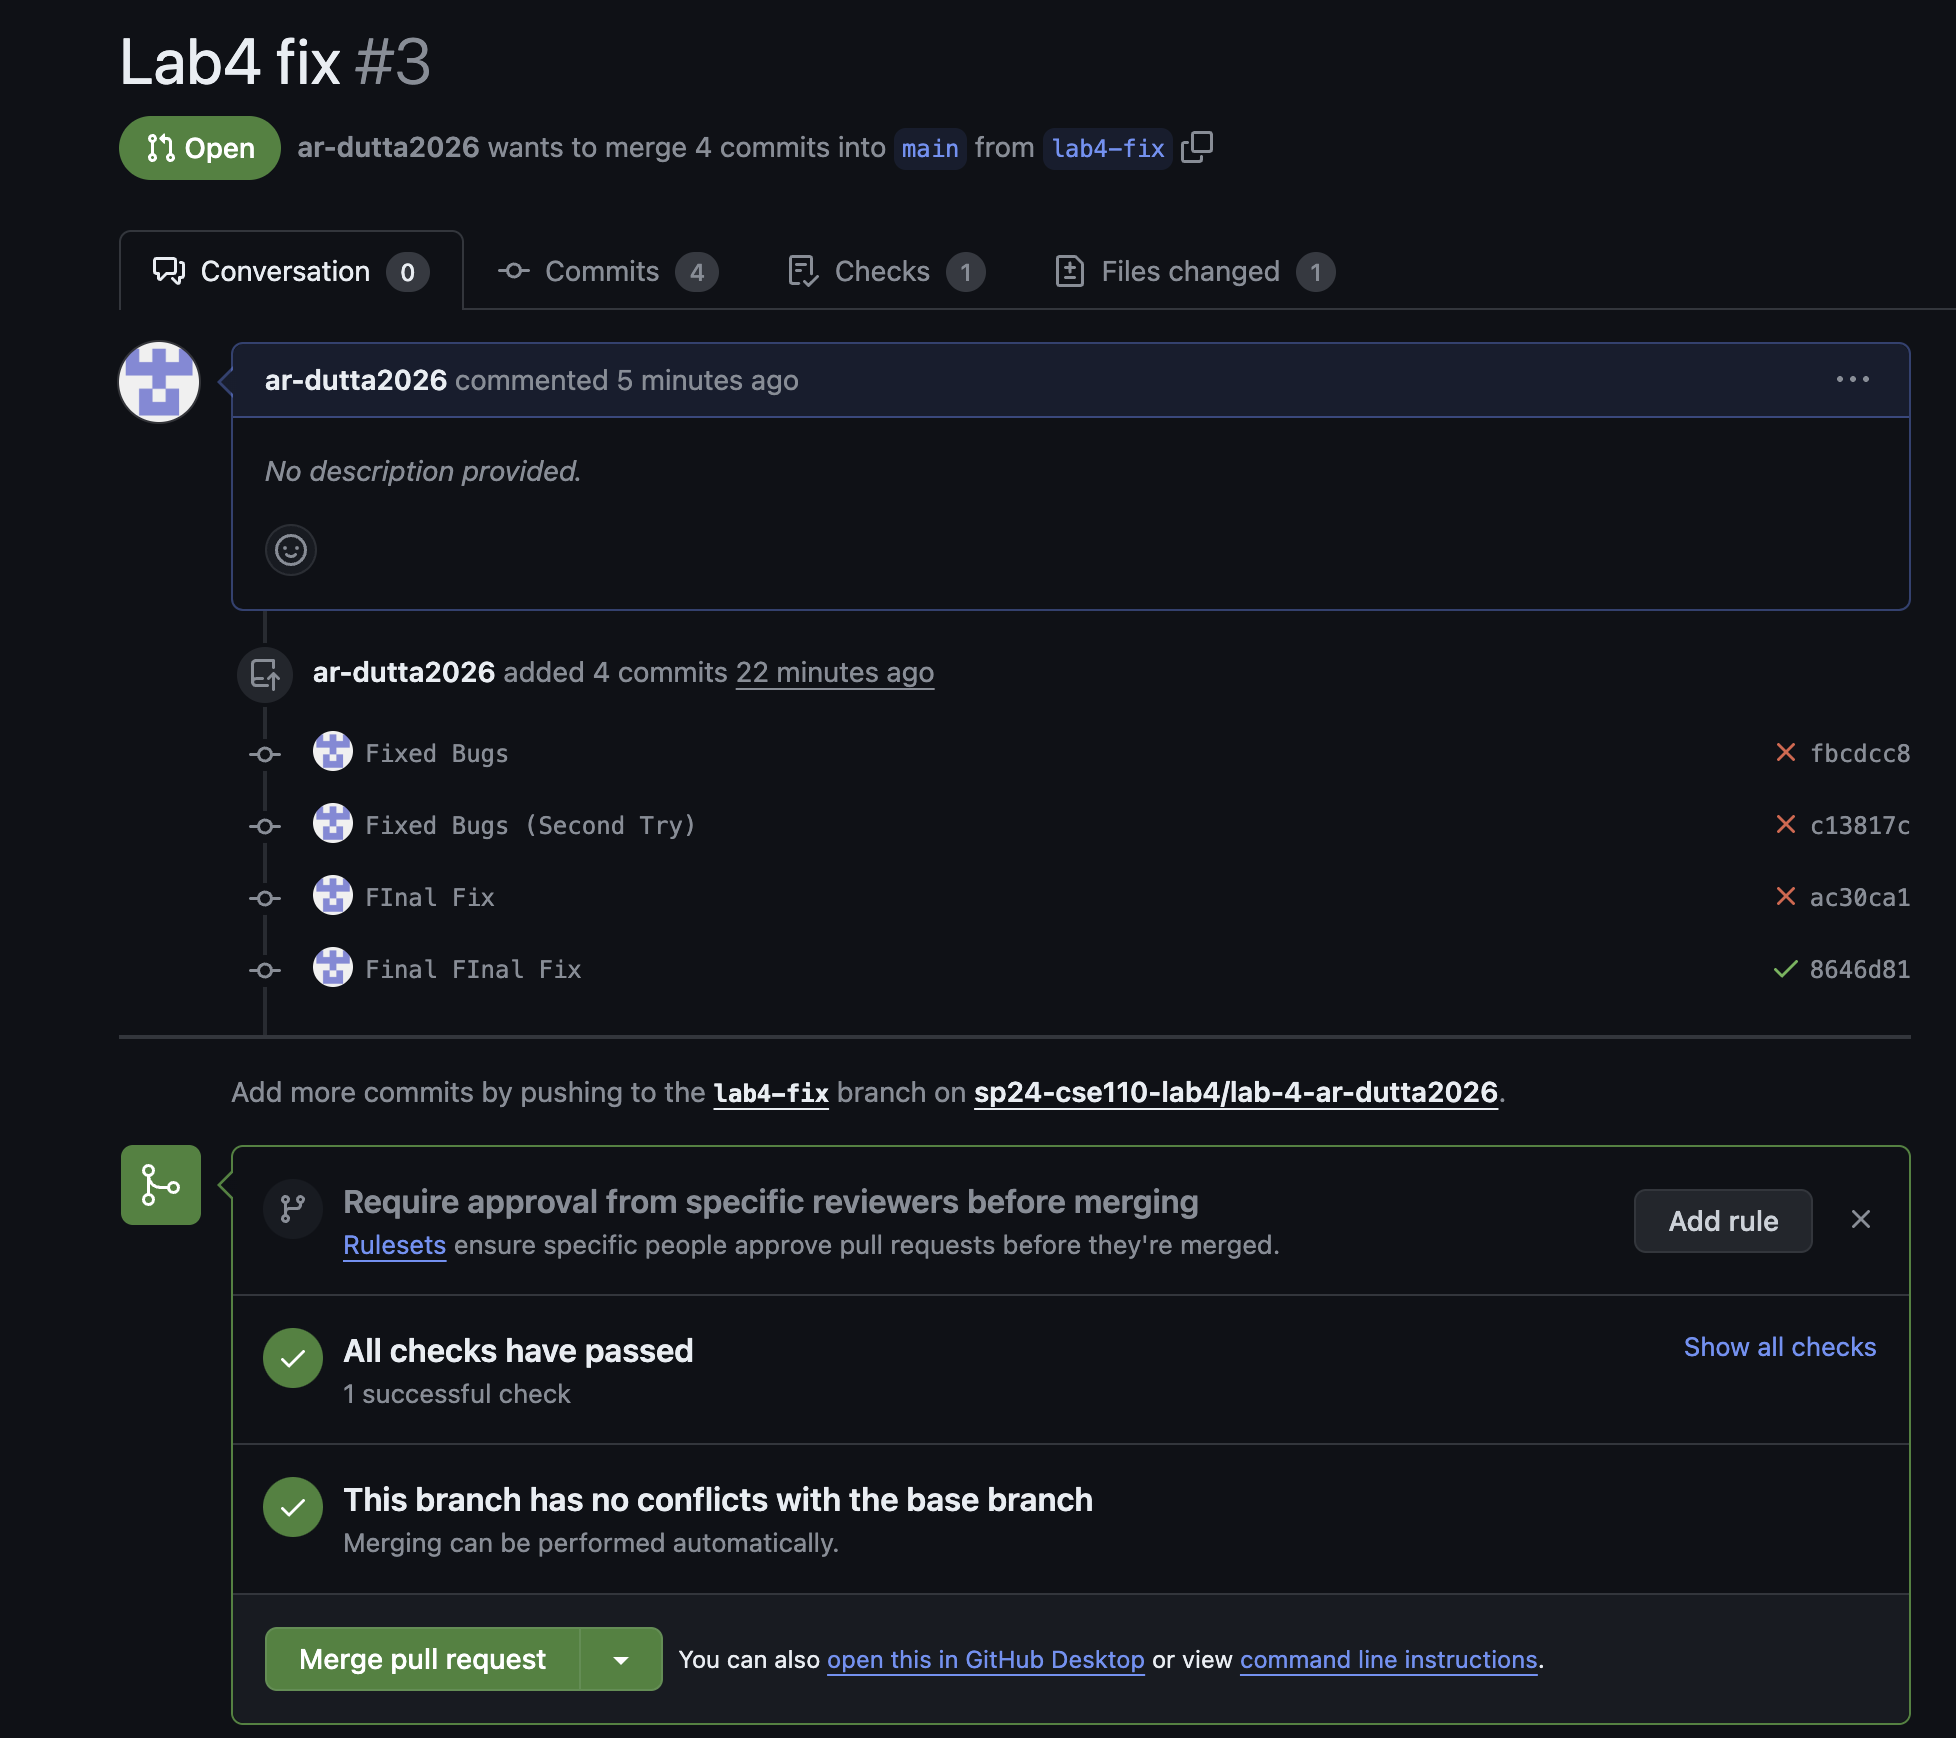 Lab4 fix #3
Open ar-dutta2026 wants to merge 4 commits into main from lab4-fix
Conversation 0 Commits 4 Checks 1 Files changed 1
ar-dutta2026 commented 5 minutes ago
No description provided.
ar-dutta2026 added 4 commits 22 minutes ago
Fixed Bugs fbcdcc8
Fixed Bugs (Second Try) c13817c
FInal Fix ac30ca1
Final FInal Fix 8646d81
Add more commits by pushing to the lab4-fix branch on sp24-cse110-lab4/lab-4-ar-dutta2026.
Require approval from specific reviewers before merging
Rulesets ensure specific people approve pull requests before they're merged.
Add rule
All checks have passed
1 successful check
Show all checks
This branch has no conflicts with the base branch
Merging can be performed automatically.
Merge pull request You can also open this in GitHub Desktop or view command line instructions.